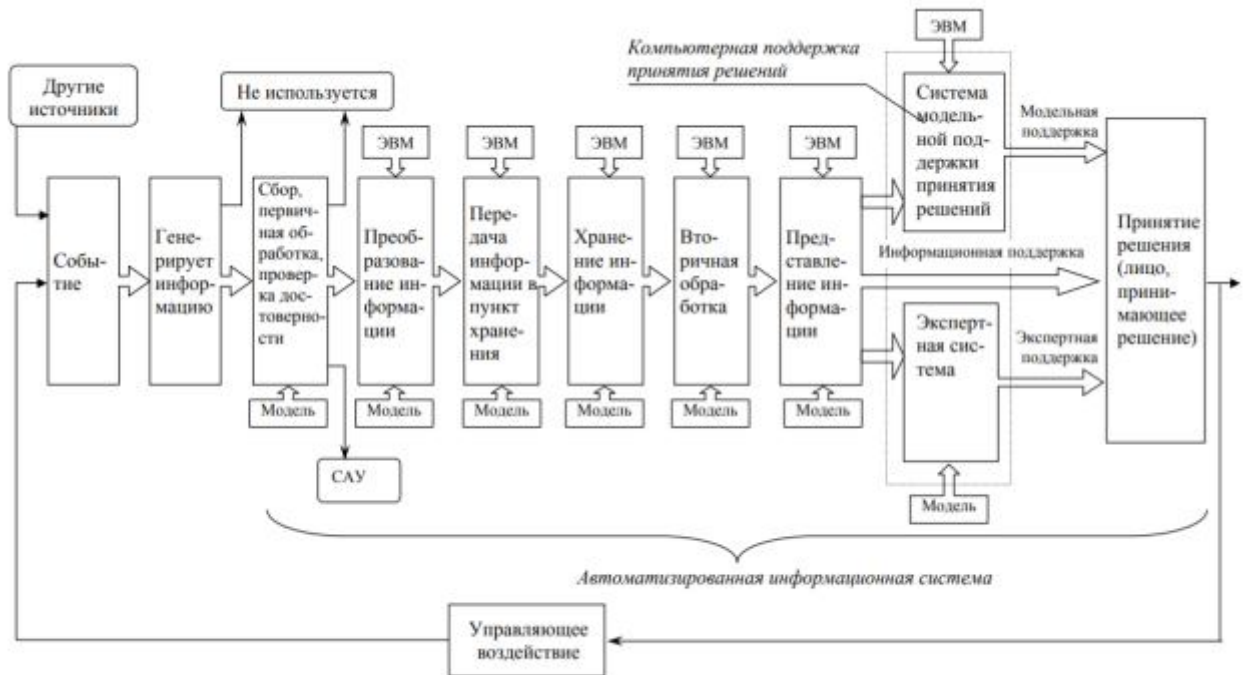 ЭВМ
Компьютерная поддержка
принятия решений
Другие
источники
Не используется
ЭВМ
ЭВМ
ЭВМ
ЭВМ
ЭВМ
Собы-
тие
Гене-
рирует
инфор-
мацию
Сбор,
первич-
ная об-
работка,
провер-
ка дос-
товерно-
сти
Преоб-
разова-
ние ин-
форма-
ции
Пере-
дача
инфор-
мации в
пункт
хране-
ния
Хране-
ние ин-
форма-
ции
Вто-
ричная
обра-
ботка
Пред-
ставле-
ние ин-
форма-
ции
Система
модель-
ной под-
держки
принятия
решений
Модельная
поддержка
Информационная поддержка
Эксперт-
ная сис-
тема
Экспертная
поддержка
Принятие
решения
(лицо,
прини-
мающее
решение)
Модель
Модель
Модель
Модель
Модель
Модель
САУ
Модель
Автоматизированная информационная система
Управляющее
воздействие